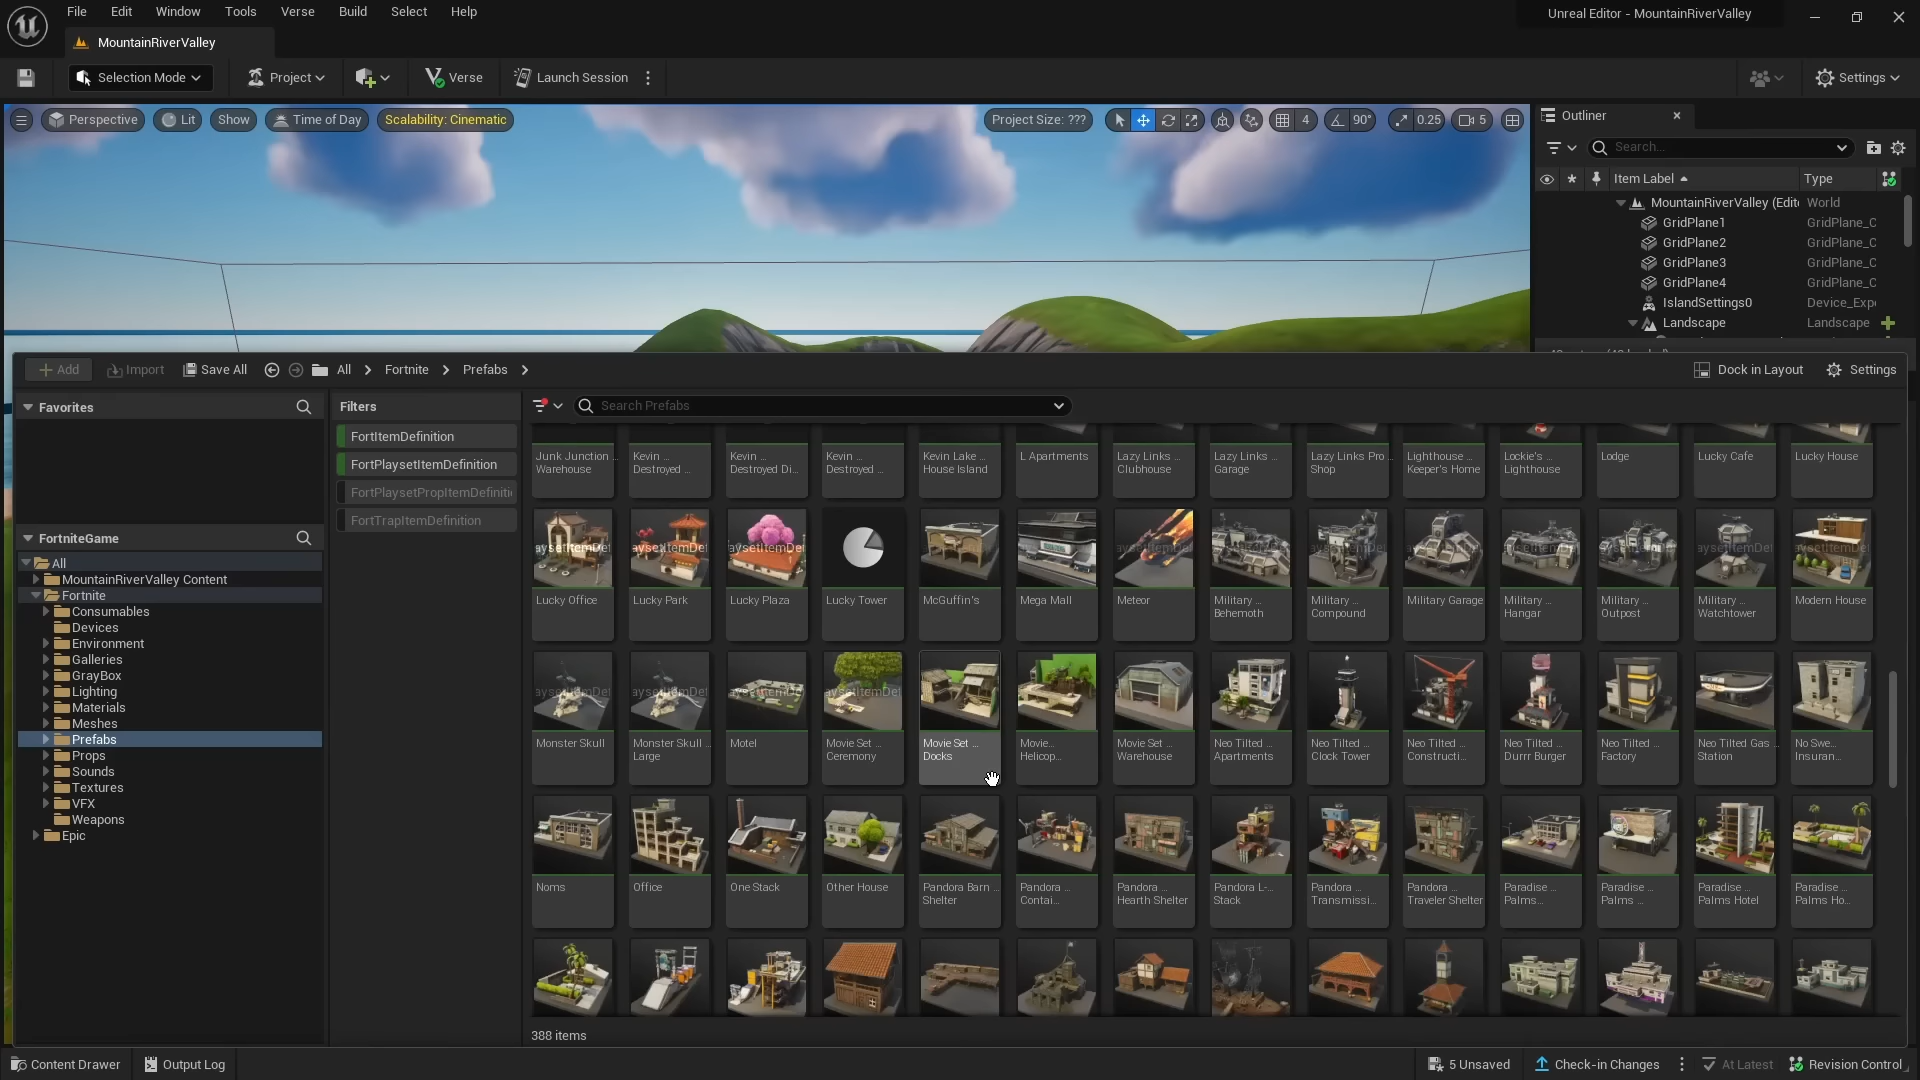 File Edit Window Tools Verse Build Select Help
Unreal Editor - MountainRiverValley
MountainRiverValley
Selection Mode
Project
Verse
Launch Session
Settings
Perspective
Lit
Show
Time of Day
Scalability: Cinematic
Project Size: ???
4
90°
0.25
5
Outliner
Search...
Item Label
Type
MountainRiverValley (Edit World
GridPlane1 GridPlane_C
GridPlane2 GridPlane_C
GridPlane3 GridPlane_C
GridPlane4 GridPlane_C
IslandSettings0 Device_Exp
Landscape Landscape
Add
Import
Save All
All
Fortnite
Prefabs
Dock in Layout
Settings
Favorites
Filters
Search Prefabs
FortItemDefinition
FortPlaysetItemDefinition
FortPlaysetPropItemDefiniti
FortTrapItemDefinition
FortniteGame
All
MountainRiverValley Content
Fortnite
Consumables
Devices
Environment
Galleries
GrayBox
Lighting
Materials
Meshes
Prefabs
Props
Sounds
Textures
VFX
Weapons
Epic
Junk Junction ...
Warehouse
Kevin ...
Destroyed ...
Kevin ...
Destroyed Di...
Kevin ...
Destroyed ...
Kevin Lake ...
House Island
L Apartments
Lazy Links ...
Clubhouse
Lazy Links ...
Garage
Lazy Links Pro ...
Shop
Lighthouse ...
Keeper's Home
Lockie's ...
Lighthouse
Lodge
Lucky Cafe
Lucky House
Lucky Office
Lucky Park
Lucky Plaza
Lucky Tower
McGuffin's
Mega Mall
Meteor
Military ...
Behemoth
Military ...
Compound
Military Garage
Military ...
Hangar
Military ...
Outpost
Military ...
Watchtower
Modern House
Monster Skull
Monster Skull ...
Large
Motel
Movie Set ...
Ceremony
Movie Set ...
Docks
Movie...
Helicop...
Movie Set ...
Warehouse
Neo Tilted ...
Apartments
Neo Tilted ...
Clock Tower
Neo Tilted ...
Constructi...
Neo Tilted ...
Durrr Burger
Neo Tilted ...
Factory
Neo Tilted Gas ...
Station
No Swe...
Insuran...
Noms
Office
One Stack
Other House
Pandora Barn ...
Shelter
Pandora ...
Contai...
Pandora ...
Hearth Shelter
Pandora L-...
Stack
Pandora ...
Transmissi...
Pandora ...
Traveler Shelter
Paradise ...
Palms...
Paradise ...
Palms ...
Paradise ...
Palms Hotel
Paradise ...
Palms Ho...
388 items
Content Drawer
Output Log
5 Unsaved
Check-in Changes
At Latest
Revision Control